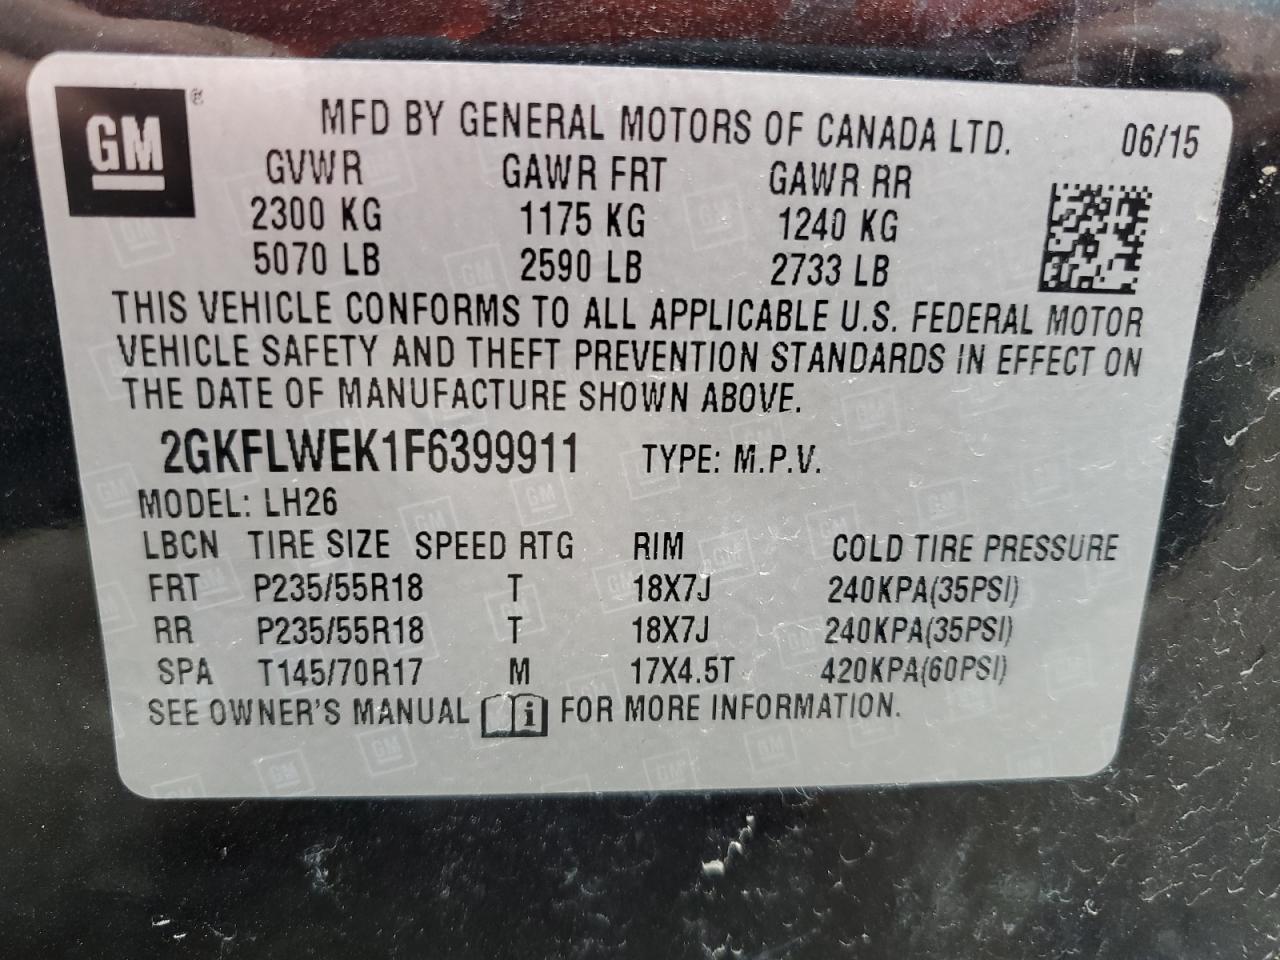 GM ®
MFD BY GENERAL MOTORS OF CANADA LTD. 06/15
GVWR GAWR FRT GAWR RR
2300 KG 1175 KG 1240 KG
5070 LB 2590 LB 2733 LB
THIS VEHICLE CONFORMS TO ALL APPLICABLE U.S. FEDERAL MOTOR
VEHICLE SAFETY AND THEFT PREVENTION STANDARDS IN EFFECT ON
THE DATE OF MANUFACTURE SHOWN ABOVE.
2GKFLWEK1F6399911 TYPE: M.P.V.
MODEL: LH26
LBCN TIRE SIZE SPEED RTG RIM COLD TIRE PRESSURE
FRT P235/55R18 T 18X7J 240KPA(35PSI)
RR P235/55R18 T 18X7J 240KPA(35PSI)
SPA T145/70R17 M 17X4.5T 420KPA(60PSI)
SEE OWNER'S MANUAL i FOR MORE INFORMATION.